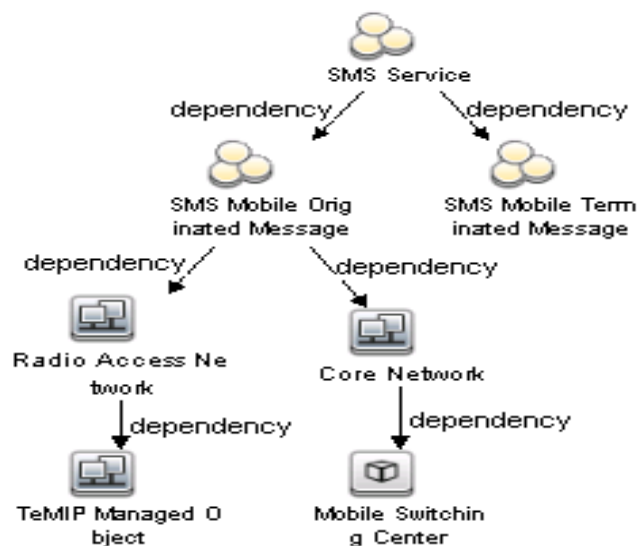 SMS Service
dependency
dependency
SMS Mobile Orig
inated Message
SMS Mobile Term
inated Message
dependency
dependency
Radio Access Ne
twork
Core Network
dependency
dependency
TeMIP Managed O
bject
Mobile Switchin
g Center